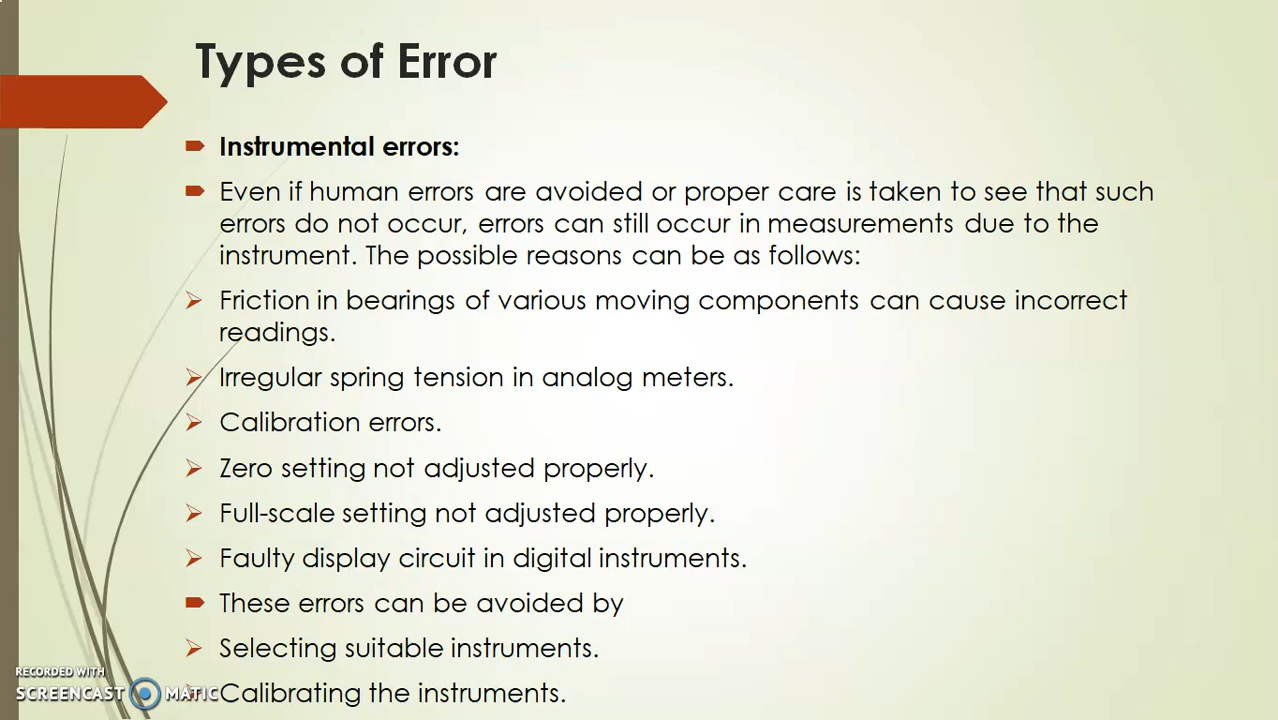 Types of Error
Instrumental errors:
Even if human errors are avoided or proper care is taken to see that such
errors do not occur, errors can still occur in measurements due to the
instrument. The possible reasons can be as follows:
Friction in bearings of various moving components can cause incorrect
readings.
Irregular spring tension in analog meters.
Calibration errors.
Zero setting not adjusted properly.
Full-scale setting not adjusted properly.
Faulty display circuit in digital instruments.
These errors can be avoided by
Selecting suitable instruments.
Calibrating the instruments.
RECORDED WITH
SCREENCAST MATIC